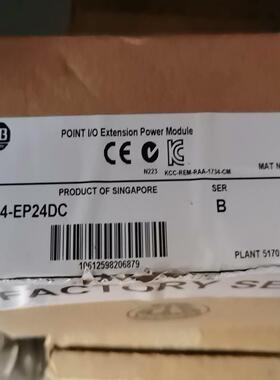 POINT I/O Extension Power Module
N223 KCC-REM-RAA-1734-CM
MAT N
PRODUCT OF SINGAPORE
SER
4-EP24DC
B
10612598206879
PLANT 5170
FACTORY SE